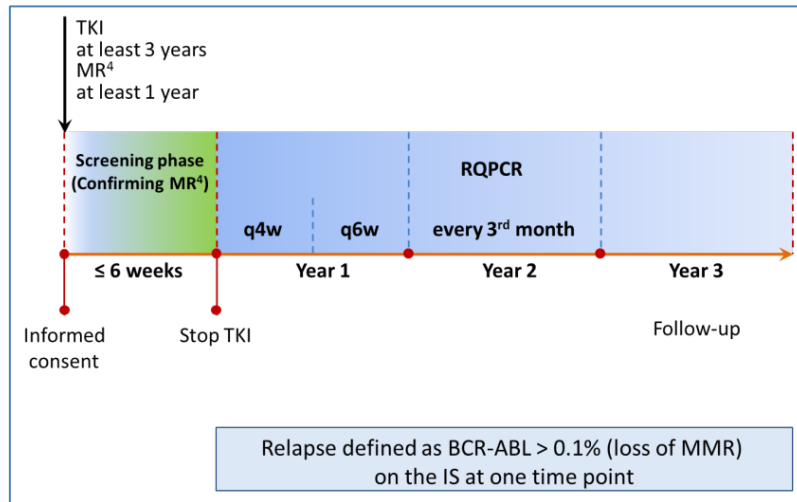 TKI
at least 3 years
MR⁴
at least 1 year
Screening phase
(Confirming MR⁴)
RQPCR
q4w
q6w
every 3ʳᵈ month
≤ 6 weeks
Year 1
Year 2
Year 3
Informed
consent
Stop TKI
Follow-up
Relapse defined as BCR-ABL > 0.1% (loss of MMR)
on the IS at one time point